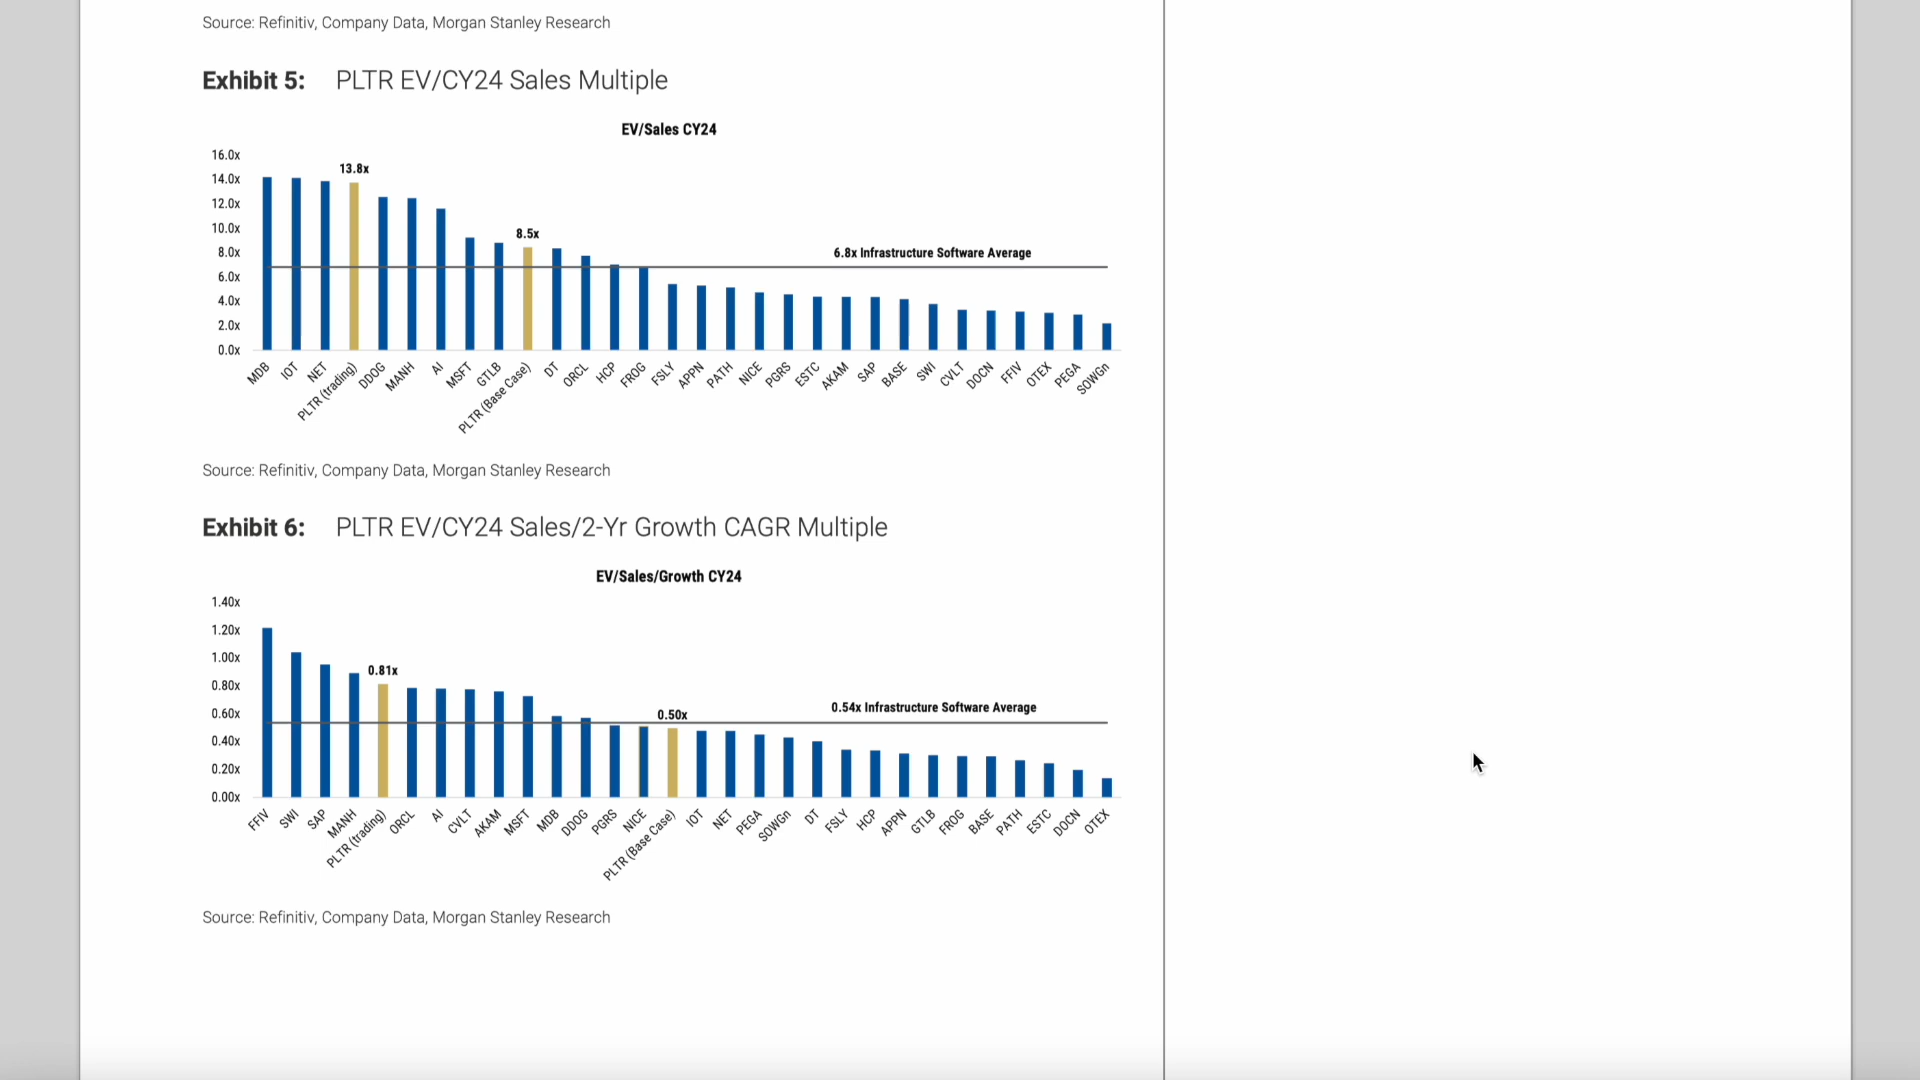 Source: Refinitiv, Company Data, Morgan Stanley Research
Exhibit 5: PLTR EV/CY24 Sales Multiple
EV/Sales CY24
16.0x
14.0x
12.0x
10.0x
8.0x
6.0x
4.0x
2.0x
0.0x
13.8x
8.5x
6.8x Infrastructure Software Average
MDB
IOT
NET
PLTR (trading)
DDOG
MANH
AI
MSFT
GTLB
PLTR (Base Case)
DT
ORCL
HCP
FROG
FSLY
APPN
PATH
NICE
PGRS
ESTC
AKAM
SAP
BASE
SWI
CVLT
DOCN
FFIV
OTEX
PEGA
SOWGn
Source: Refinitiv, Company Data, Morgan Stanley Research
Exhibit 6: PLTR EV/CY24 Sales/2-Yr Growth CAGR Multiple
EV/Sales/Growth CY24
1.40x
1.20x
1.00x
0.80x
0.60x
0.40x
0.20x
0.00x
0.81x
0.50x
0.54x Infrastructure Software Average
FFIV
SWI
SAP
MANH
PLTR (trading)
ORCL
AI
CVLT
AKAM
MSFT
MDB
DDOG
PGRS
NICE
PLTR (Base Case)
IOT
NET
PEGA
SOWGn
DT
FSLY
HCP
APPN
GTLB
FROG
BASE
PATH
ESTC
DOCN
OTEX
Source: Refinitiv, Company Data, Morgan Stanley Research